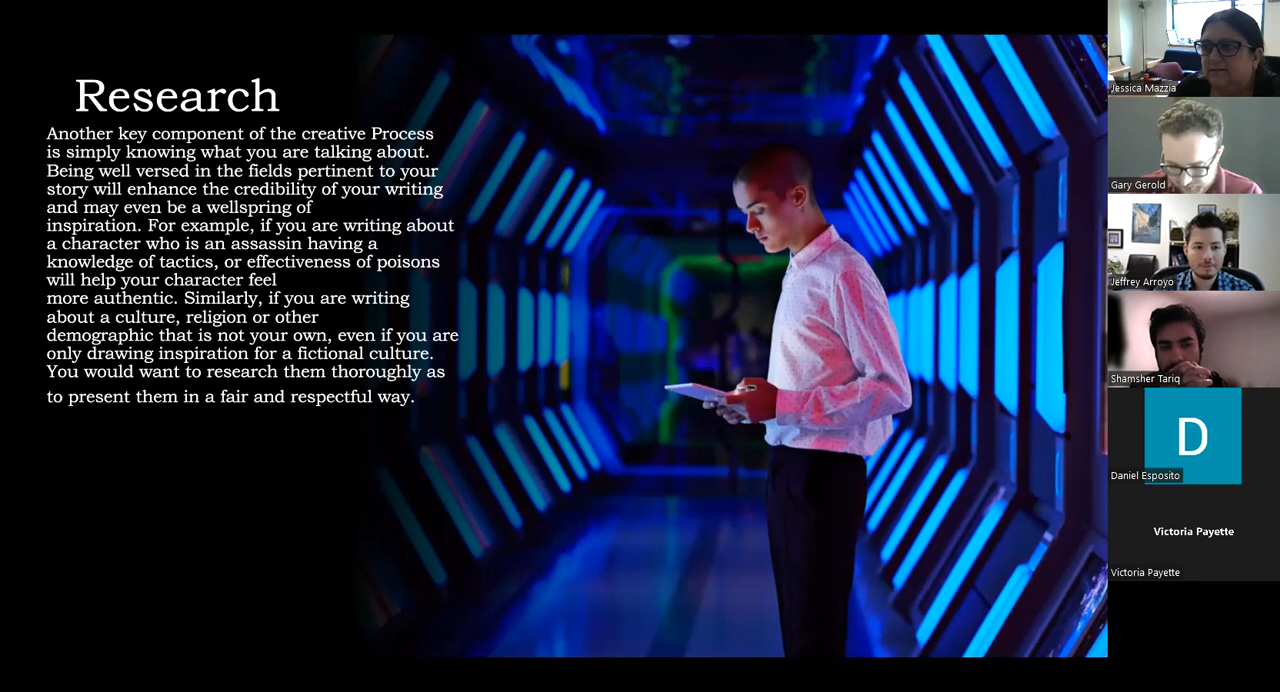 Research
Another key component of the creative Process
is simply knowing what you are talking about.
Being well versed in the fields pertinent to your
story will enhance the credibility of your writing
and may even be a wellspring of
inspiration. For example, if you are writing about
a character who is an assassin having a
knowledge of tactics, or effectiveness of poisons
will help your character feel
more authentic. Similarly, if you are writing
about a culture, religion or other
demographic that is not your own, even if you are
only drawing inspiration for a fictional culture.
You would want to research them thoroughly as
to present them in a fair and respectful way.
Jessica Mazzia
Gary Gerold
Jeffrey Arroyo
Shamsher Tariq
D
Daniel Esposito
Victoria Payette
Victoria Payette